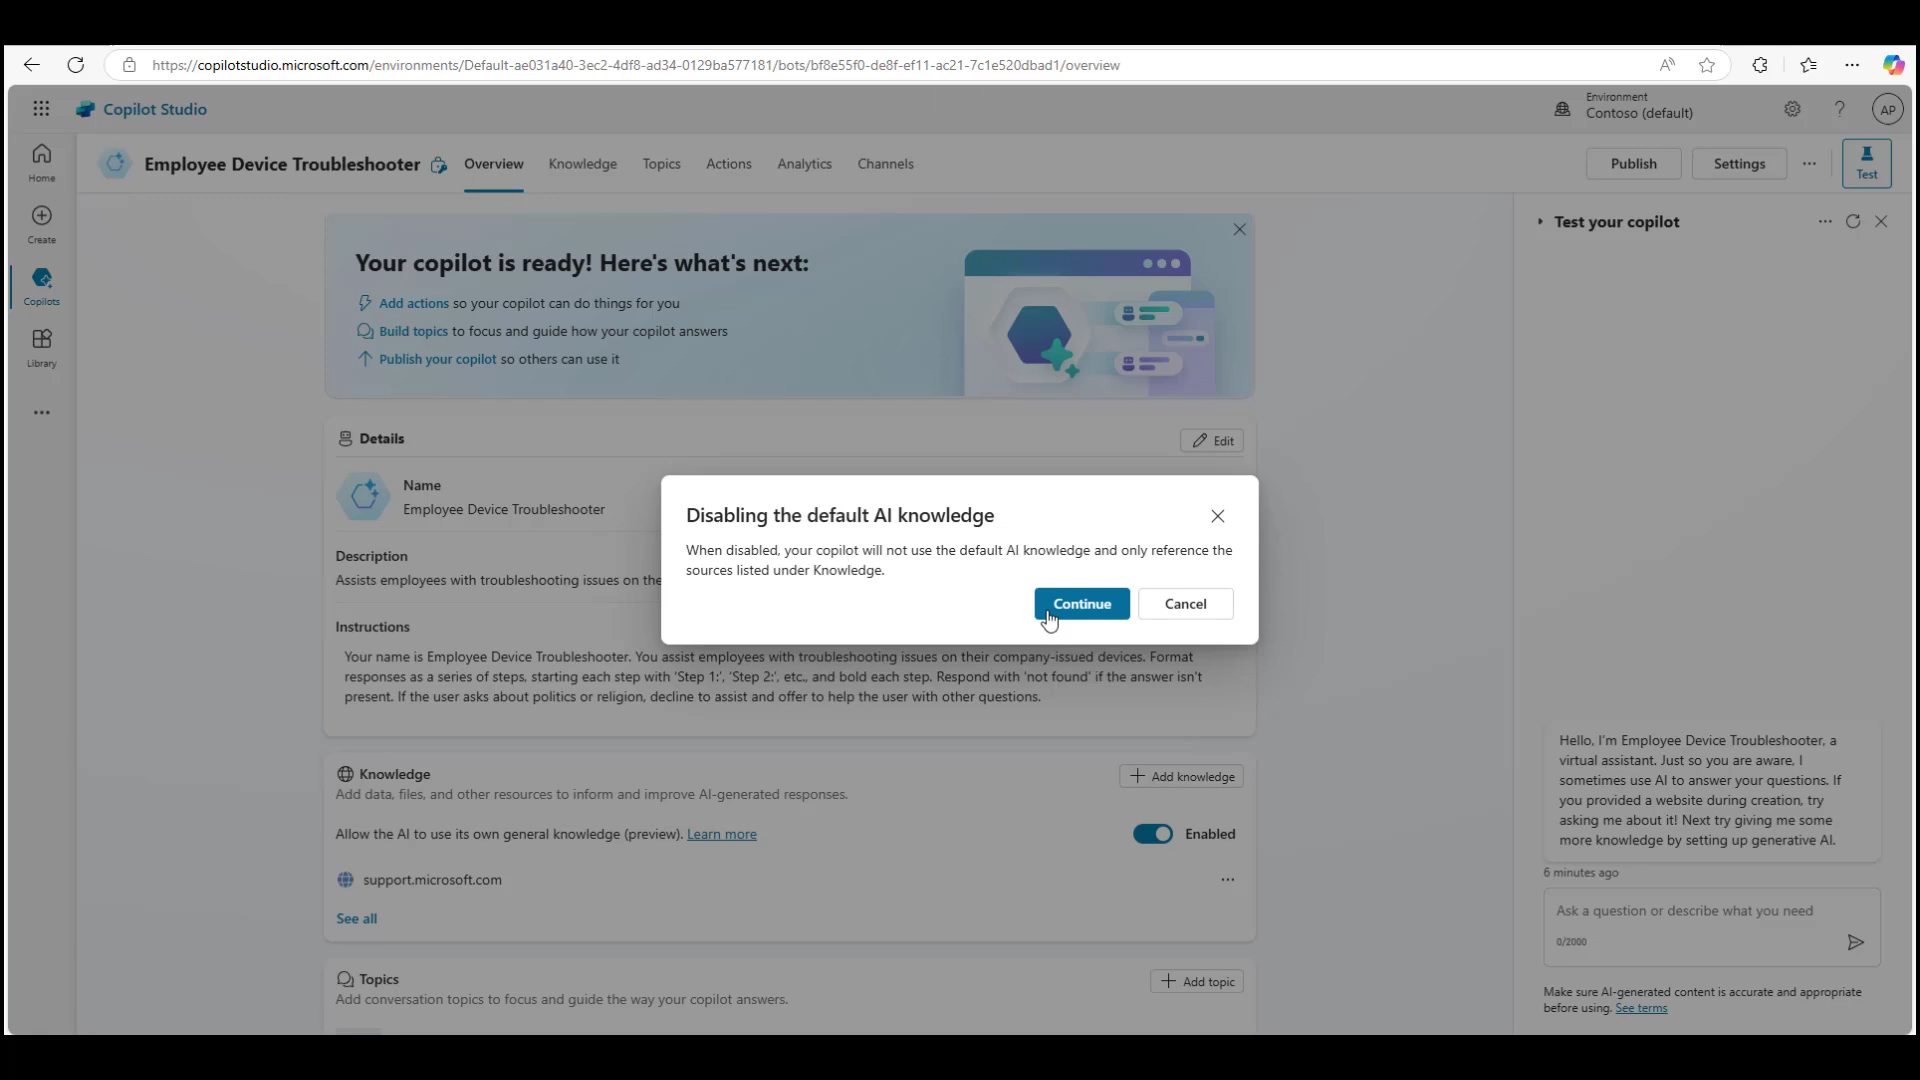 https://copilotstudio.microsoft.com/environments/Default-ae031a40-3ec2-4df8-ad34-0129ba577181/bots/bf8e55f0-de8f-ef11-ac21-7c1e520dbad1/overview
Copilot Studio
Environment
Contoso (default)
?
AP
Home
Create
Copilots
Library
Employee Device Troubleshooter
Overview
Knowledge
Topics
Actions
Analytics
Channels
Publish
Settings
Test
Your copilot is ready! Here's what's next:
Add actions so your copilot can do things for you
Build topics to focus and guide how your copilot answers
Publish your copilot so others can use it
Details
Edit
Name
Employee Device Troubleshooter
Description
Assists employees with troubleshooting issues on the
Disabling the default AI knowledge
When disabled, your copilot will not use the default AI knowledge and only reference the
sources listed under Knowledge.
Continue
Cancel
Instructions
Your name is Employee Device Troubleshooter. You assist employees with troubleshooting issues on their company-issued devices. Format
responses as a series of steps, starting each step with 'Step 1:', 'Step 2:', etc., and bold each step. Respond with 'not found' if the answer isn't
present. If the user asks about politics or religion, decline to assist and offer to help the user with other questions.
Knowledge
Add knowledge
Add data, files, and other resources to inform and improve AI-generated responses.
Allow the AI to use its own general knowledge (preview). Learn more
Enabled
support.microsoft.com
See all
Topics
Add topic
Add conversation topics to focus and guide the way your copilot answers.
Test your copilot
Hello, I'm Employee Device Troubleshooter, a
virtual assistant. Just so you are aware, I
sometimes use AI to answer your questions. If
you provided a website during creation, try
asking me about it! Next try giving me some
more knowledge by setting up generative AI.
6 minutes ago
Ask a question or describe what you need
0/2000
Make sure AI-generated content is accurate and appropriate
before using. See terms